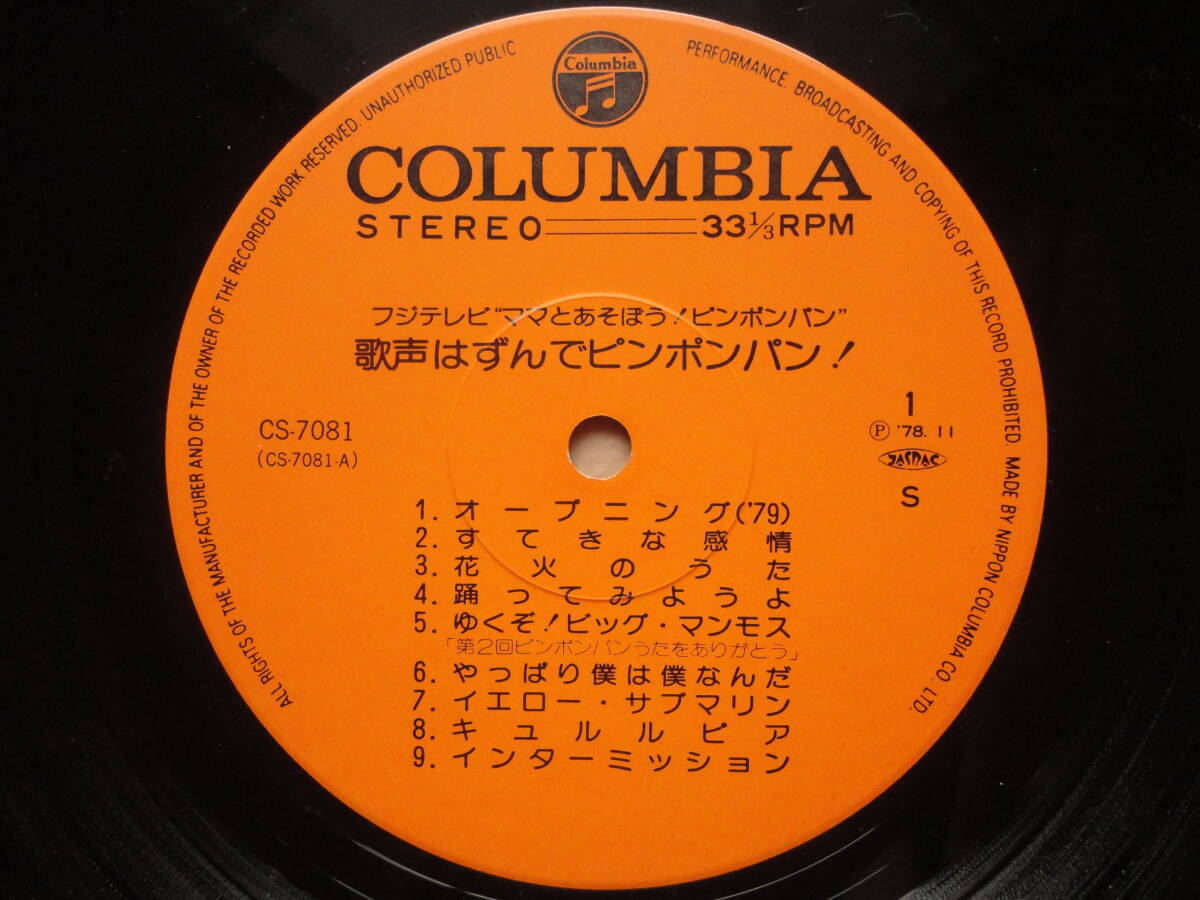 ALL RIGHTS OF THE MANUFACTURER AND OF THE OWNER OF THE RECORDED WORK RESERVED. UNAUTHORIZED PUBLIC PERFORMANCE. BROADCASTING AND COPYING OF THIS RECORD PROHIBITED. MADE BY NIPPON COLUMBIA CO. LTD.
Columbia
COLUMBIA
STEREO 33⅓RPM
フジテレビ“ママとあそぼう!ピンポンパン”
歌声はずんでピンポンパン!
CS-7081
(CS-7081-A)
1
Ⓟ '78. 11
JASRAC
S
1. オープニング('79)
2. すてきな感情
3. 花火のうた
4. 踊ってみようよ
5. ゆくぞ!ビッグ・マンモス
「第2回ピンポンパンうたをありがとう」
6. やっぱり僕は僕なんだ
7. イエロー・サブマリン
8. キュルルピア
9. インターミッション